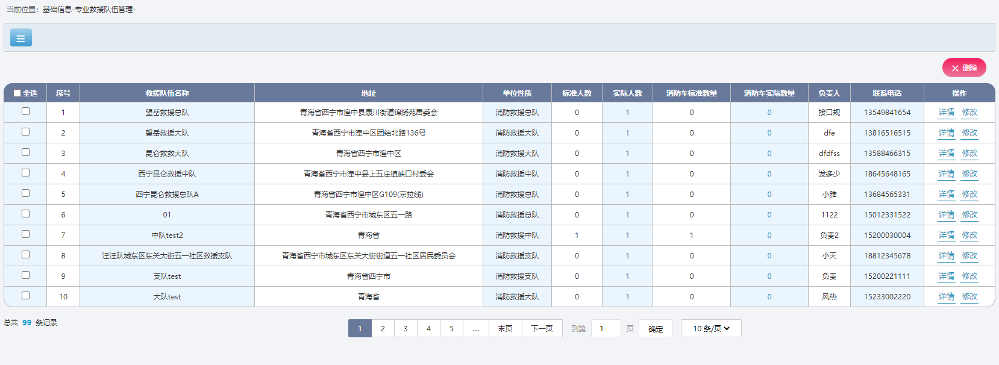 当前位置：基础信息-专业救援队伍管理-
删除
全选 序号 救援队伍名称 地址 单位性质 标准人数 实际人数 消防车标准数量 消防车实际数量 负责人 联系电话 操作
1 望岳救援总队 青海省西宁市湟中县康川街道锦绣苑居委会 消防救援总队 0 1 0 0 接口规 13549841654 详情 修改
2 望岳救援大队 青海省西宁市湟中区团结北路136号 消防救援大队 0 1 0 0 dfe 13816516515 详情 修改
3 昆仑救救大队 青海省西宁市湟中区 消防救援大队 0 1 0 0 dfdfss 13588466315 详情 修改
4 西宁昆仑救援中队 青海省西宁市湟中县上五庄镇峡口村委会 消防救援中队 0 1 0 0 发多少 18645648165 详情 修改
5 西宁昆仑救援总队A 青海省西宁市湟中区G109(京拉线) 消防救援总队 0 1 0 0 小雅 13684565331 详情 修改
6 01 青海省西宁市城东区五一路 消防救援总队 0 1 0 0 1122 15012331522 详情 修改
7 中队test2 青海省 消防救援中队 1 1 1 0 负责2 15200030004 详情 修改
8 汪汪队城东区东关大街五一社区救援支队 青海省西宁市城东区东关大街街道五一社区居民委员会 消防救援支队 0 1 0 0 小天 18812345678 详情 修改
9 支队test 青海省西宁市 消防救援支队 0 1 0 0 负责 15200221111 详情 修改
10 大队test 青海省 消防救援大队 0 1 0 0 风热 15233002220 详情 修改
总共 99 条记录
1 2 3 4 5 ... 末页 下一页 到第 1 页 确定 10 条/页